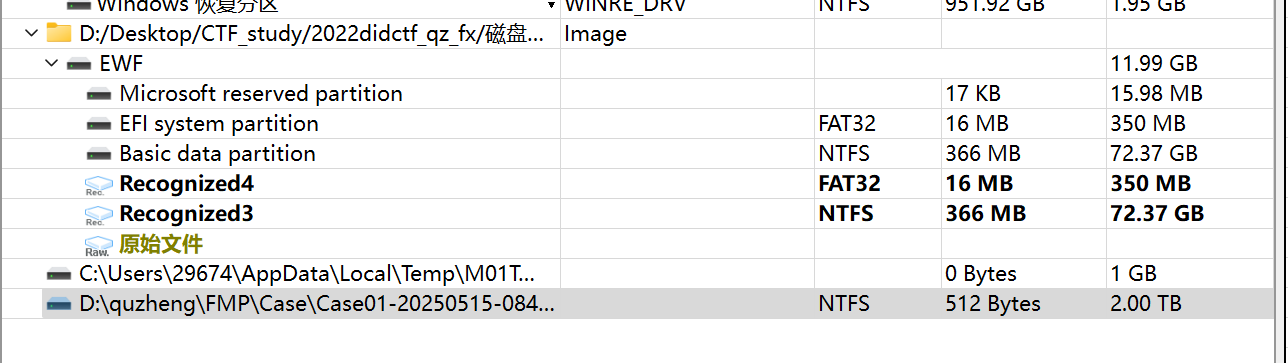 Windows 恢复分区 WINRE_DRV NTFS 951.92 GB 1.95 GB
D:/Desktop/CTF_study/2022didctf_qz_fx/磁盘... Image
EWF 11.99 GB
Microsoft reserved partition 17 KB 15.98 MB
EFI system partition FAT32 16 MB 350 MB
Basic data partition NTFS 366 MB 72.37 GB
Rec. Recognized4 FAT32 16 MB 350 MB
Rec. Recognized3 NTFS 366 MB 72.37 GB
Raw. 原始文件
C:\Users\29674\AppData\Local\Temp\M01T... 0 Bytes 1 GB
D:\quzheng\FMP\Case\Case01-20250515-084... NTFS 512 Bytes 2.00 TB